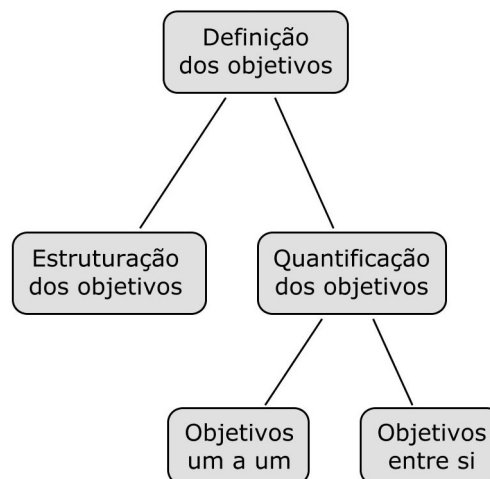 Definição
dos objetivos
Estruturação
dos objetivos
Quantificação
dos objetivos
Objetivos
um a um
Objetivos
entre si